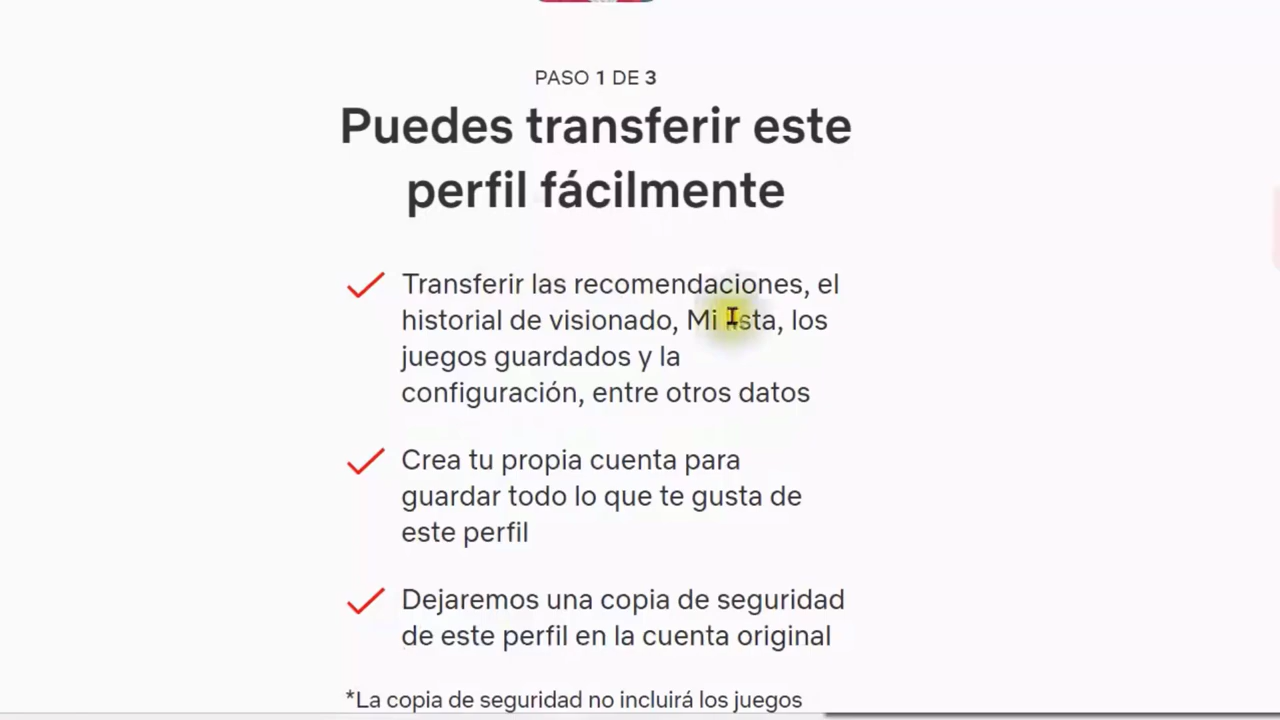 PASO 1 DE 3
Puedes transferir este
perfil fácilmente
Transferir las recomendaciones, el
historial de visionado, Mi lista, los
juegos guardados y la
configuración, entre otros datos
Crea tu propia cuenta para
guardar todo lo que te gusta de
este perfil
Dejaremos una copia de seguridad
de este perfil en la cuenta original
*La copia de seguridad no incluirá los juegos